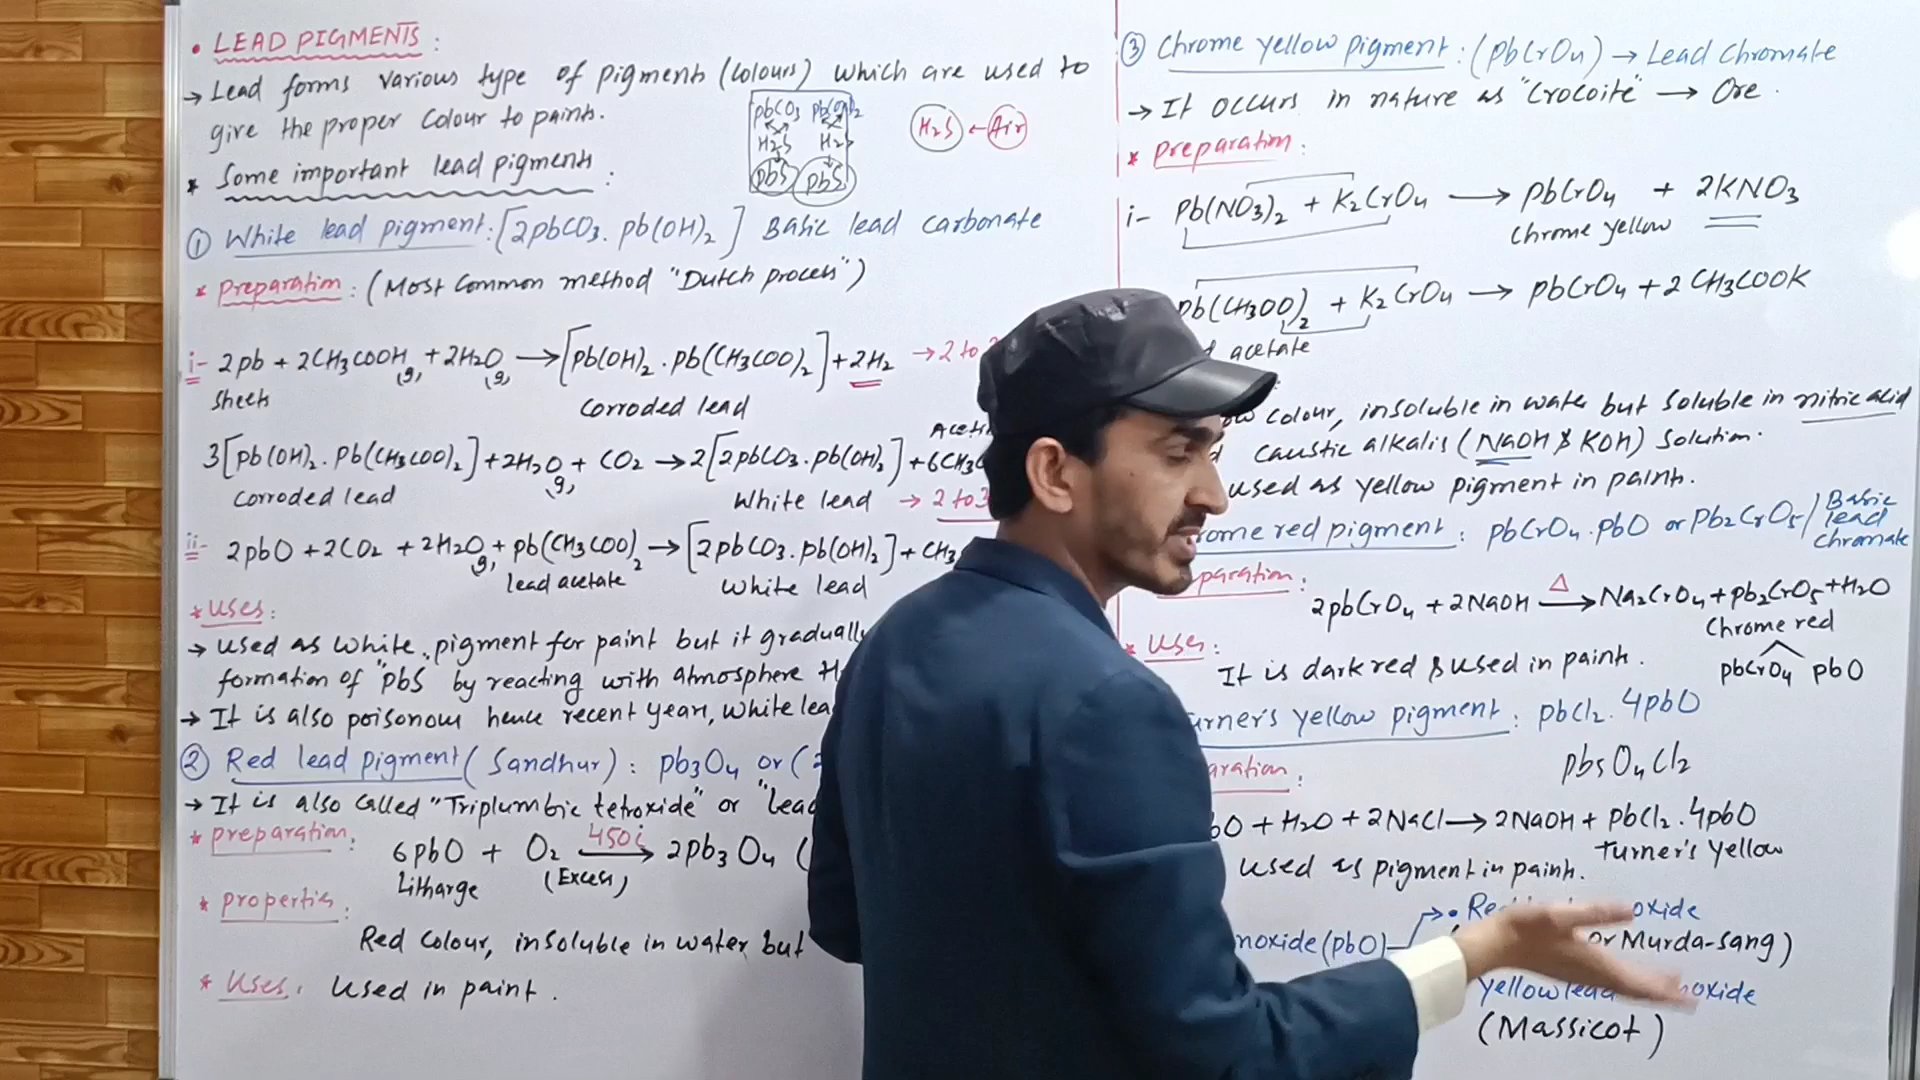 • LEAD PIGMENTS :
→ Lead forms various type of pigments (colours) which are used to
give the proper colour to paints.
pbCO3 pb(OH)2
H2S H2S
pbS pbS
H2S ← Air
* Some important lead pigments :
① White lead pigment : [2pbCO3. pb(OH)2] Basic lead carbonate
* preparation : (Most common method "Dutch process")
i- 2pb + 2CH3COOH(g) + 2H2O(g) → [pb(OH)2 . pb(CH3COO)2] + 2H2 → 2 to
sheets corroded lead
3[pb(OH)2. pb(CH3COO)2] + 2H2O(g) + CO2 → 2[2pbCO3. pb(OH)2] + 6CH3
corroded lead White lead → 2 to 3
ii- 2pbO + 2CO2 + 2H2O(g) + pb(CH3COO)2 → [2pbCO3. pb(OH)2] + CH3
lead acetate White lead
* Uses :
→ Used as white pigment for paint but it gradually
formation of "pbS" by reacting with atmosphere H
→ It is also poisonous hence recent years, white lea
② Red lead pigment ( Sandhur) : pb3O4 or (2
→ It is also called "Triplumbic tetroxide" or "lead
* preparation :
6pbO + O2 450c → 2pb3O4 (
Litharge (Excess)
* properties :
Red colour, insoluble in water but
* Uses : Used in paint .
③ Chrome yellow pigment : (pbCrO4) → Lead chromate
→ It occurs in nature as "Crocoite" → Ore .
* preparation :
i- pb(NO3)2 + K2CrO4 → pbCrO4 + 2KNO3
chrome yellow
pb(CH3OO)2 + K2CrO4 → pbCrO4 + 2CH3COOK
acetate
ow colour, insoluble in water but soluble in nitric acid
caustic alkalis (NaOH & KOH) solution.
used as yellow pigment in paints.
rome red pigment : pbCrO4. pbO or pb2CrO5 / Basic lead chromate
paration :
2pbCrO4 + 2NaOH Δ → Na2CrO4 + pb2CrO5 + H2O
Chrome red
pbCrO4 pbO
* Uses :
It is dark red & used in paints .
urner's yellow pigment : pbCl2. 4pbO
pb5O4Cl2
aration :
bO + H2O + 2NaCl → 2NaOH + pbCl2. 4pbO
Turner's yellow
used as pigment in paints.
→ • Re oxide
noxide (pbO) or Murda-sang)
yellow lead noxide
(Massicot)